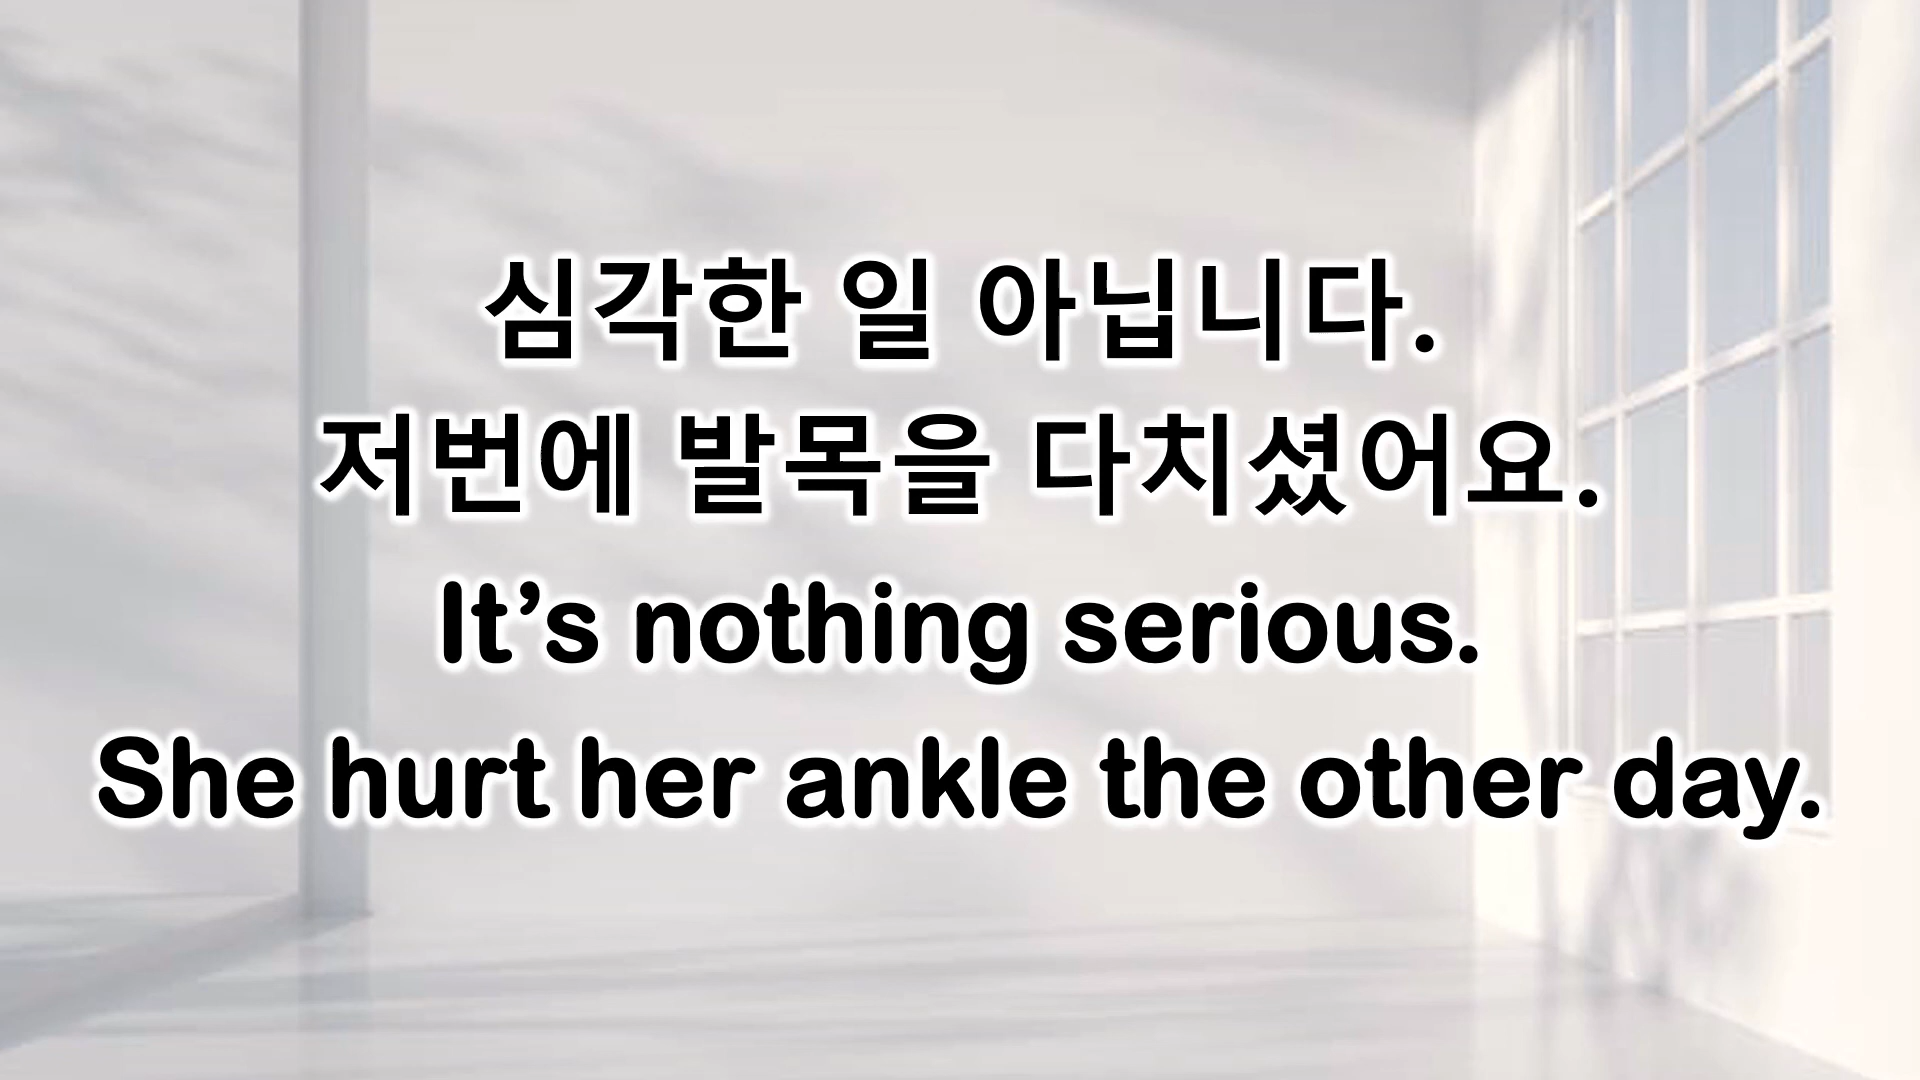 심각한 일 아닙니다.
저번에 발목을 다치셨어요.
It’s nothing serious.
She hurt her ankle the other day.